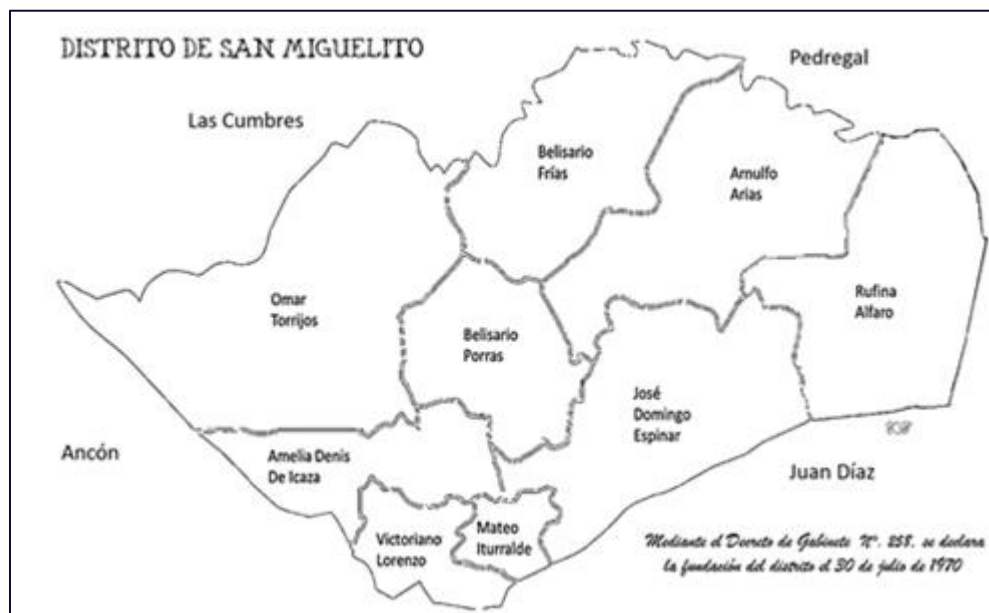 DISTRITO DE SAN MIGUELITO
Pedregal
Las Cumbres
Belisario
Frías
Arnulfo
Arias
Omar
Torrijos
Rufina
Alfaro
Belisario
Porras
José
Domingo
Espinar
Ancón
Amelia Denis
De Icaza
Juan Díaz
Victoriano
Lorenzo
Mateo
Iturralde
Mediante el Decreto de Gabinete Nº. 258, se declara
la fundación del distrito el 30 de julio de 1970